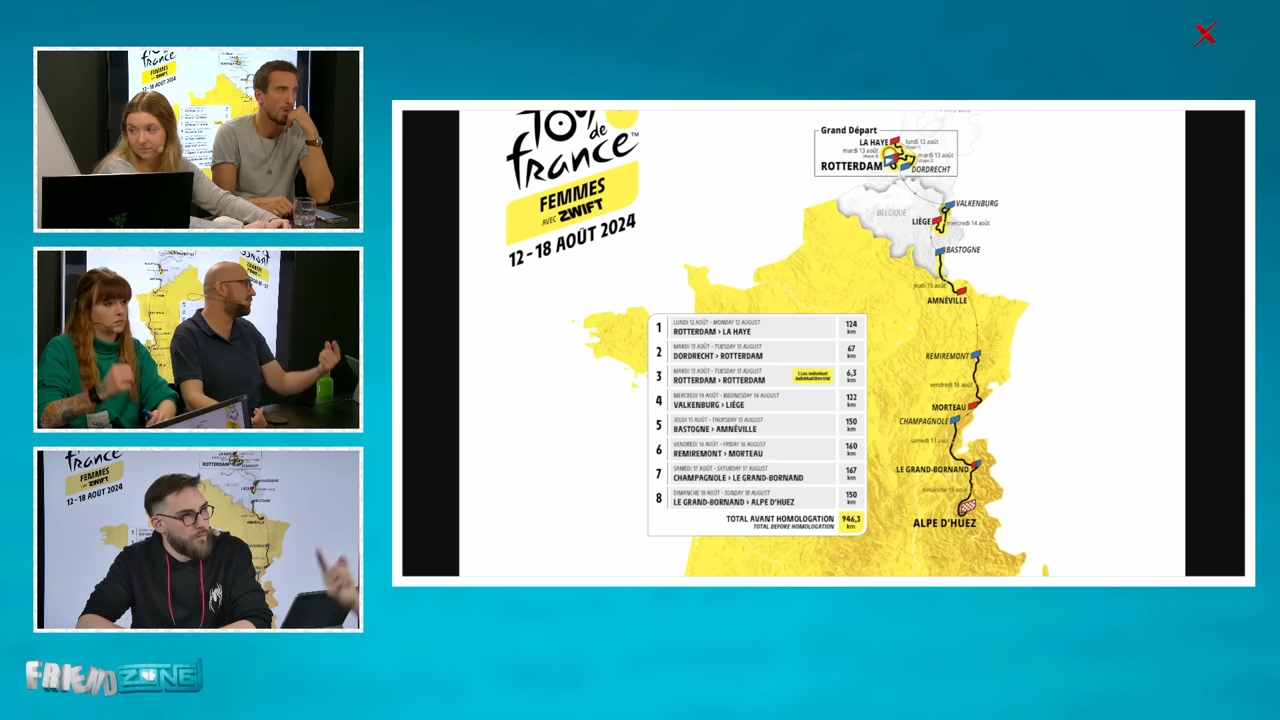 TOUR
de
france™
FEMMES
AVEC ZWIFT
12-18 AOÛT 2024
Grand Départ
LA HAYE
lundi 12 août
(étape 1)
mardi 13 août
mardi 13 août
ROTTERDAM
DORDRECHT
BELGIQUE
VALKENBURG
LIÈGE
mercredi 14 août
BASTOGNE
jeudi 15 août
AMNÉVILLE
REMIREMONT
vendredi 16 août
MORTEAU
CHAMPAGNOLE
samedi 17 août
LE GRAND-BORNAND
dimanche 18 août
ALPE D'HUEZ
1 LUNDI 12 AOÛT - MONDAY 12 AUGUST
ROTTERDAM > LA HAYE 124 km
2 MARDI 13 AOÛT - TUESDAY 13 AUGUST
DORDRECHT > ROTTERDAM 67 km
3 MARDI 13 AOÛT - TUESDAY 13 AUGUST
ROTTERDAM > ROTTERDAM C.l.m. individuel Individual time trial 6,3 km
4 MERCREDI 14 AOÛT - WEDNESDAY 14 AUGUST
VALKENBURG > LIÈGE 122 km
5 JEUDI 15 AOÛT - THURSDAY 15 AUGUST
BASTOGNE > AMNÉVILLE 150 km
6 VENDREDI 16 AOÛT - FRIDAY 16 AUGUST
REMIREMONT > MORTEAU 160 km
7 SAMEDI 17 AOÛT - SATURDAY 17 AUGUST
CHAMPAGNOLE > LE GRAND-BORNAND 167 km
8 DIMANCHE 18 AOÛT - SUNDAY 18 AUGUST
LE GRAND-BORNAND > ALPE D'HUEZ 150 km
TOTAL AVANT HOMOLOGATION 946,3 km
TOTAL BEFORE HOMOLOGATION
FRIENDZONE